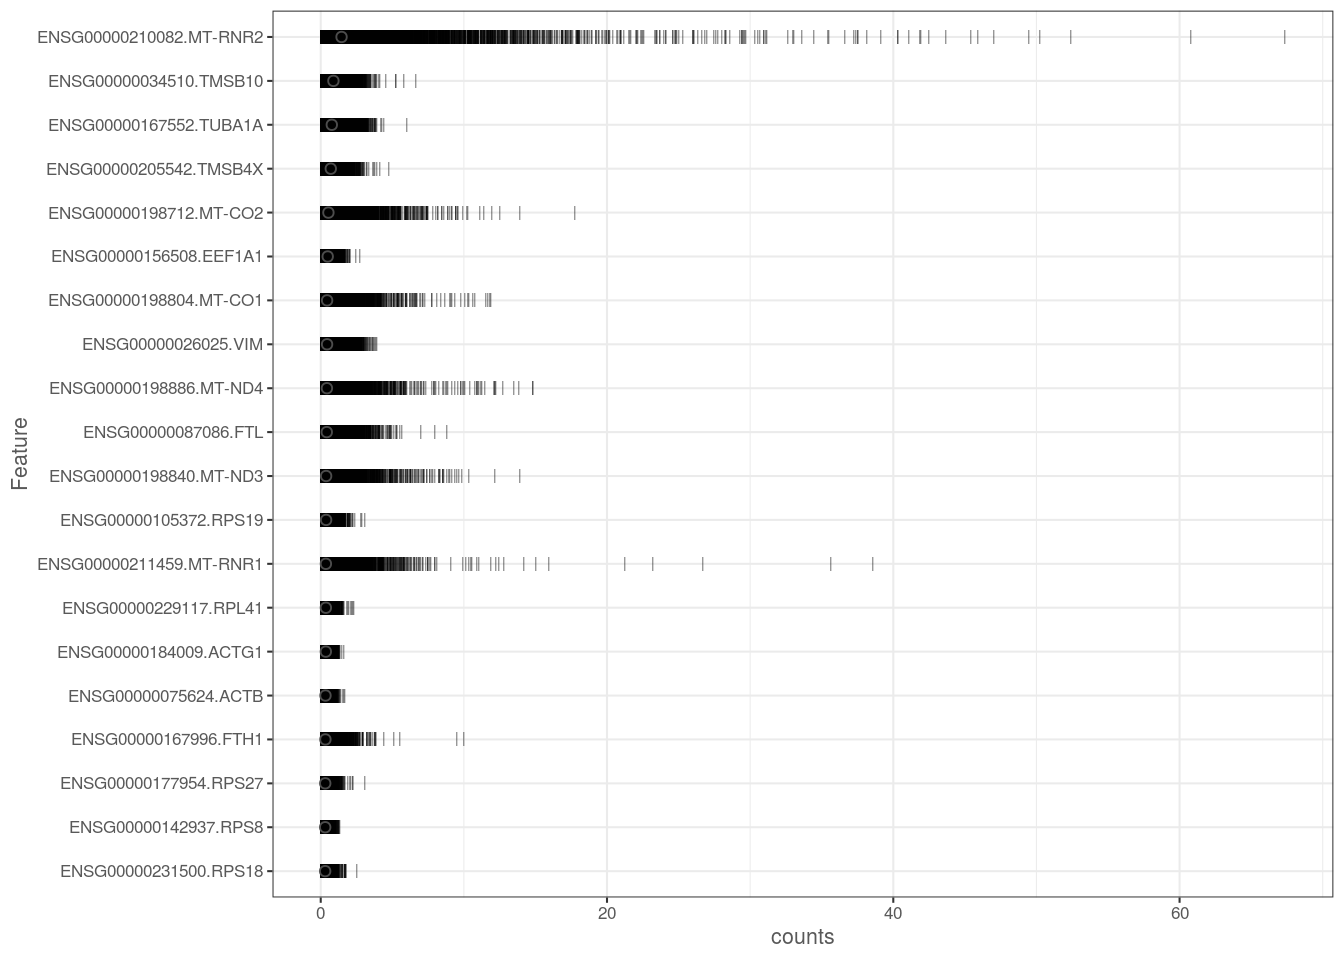 ENSG00000210082.MT-RNR2
ENSG00000034510.TMSB10
ENSG00000167552.TUBA1A
ENSG00000205542.TMSB4X
ENSG00000198712.MT-CO2
ENSG00000156508.EEF1A1
ENSG00000198804.MT-CO1
ENSG00000026025.VIM
ENSG00000198886.MT-ND4
ENSG00000087086.FTL
ENSG00000198840.MT-ND3
ENSG00000105372.RPS19
ENSG00000211459.MT-RNR1
ENSG00000229117.RPL41
ENSG00000184009.ACTG1
ENSG00000075624.ACTB
ENSG00000167996.FTH1
ENSG00000177954.RPS27
ENSG00000142937.RPS8
ENSG00000231500.RPS18
Feature
0 20 40 60
counts